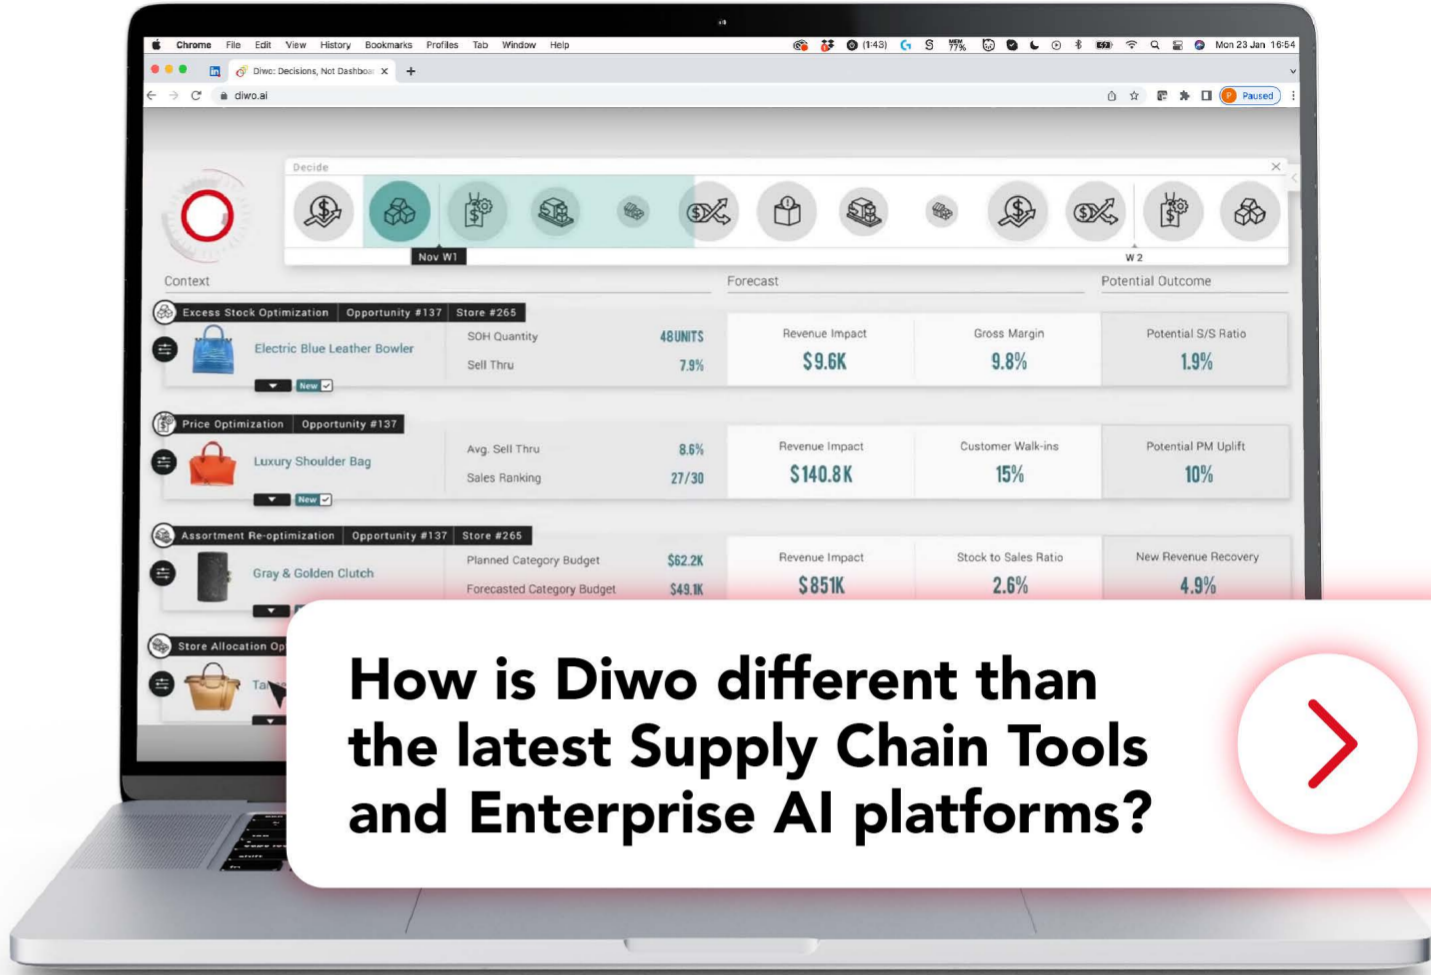 Chrome File Edit View History Bookmarks Profiles Tab Window Help
(1:43)
MEM 77%
Mon 23 Jan 16:54
Diwo: Decisions, Not Dashboar
diwo.ai
Paused
Decide
Nov W1
W 2
Context
Forecast
Potential Outcome
Excess Stock Optimization Opportunity #137 Store #265
Electric Blue Leather Bowler
SOH Quantity 48UNITS
Sell Thru 7.9%
Revenue Impact
$9.6K
Gross Margin
9.8%
Potential S/S Ratio
1.9%
New
Price Optimization Opportunity #137
Luxury Shoulder Bag
Avg. Sell Thru 8.6%
Sales Ranking 27/30
Revenue Impact
$140.8K
Customer Walk-ins
15%
Potential PM Uplift
10%
New
Assortment Re-optimization Opportunity #137 Store #265
Gray & Golden Clutch
Planned Category Budget $62.2K
Forecasted Category Budget $49.1K
Revenue Impact
$851K
Stock to Sales Ratio
2.6%
New Revenue Recovery
4.9%
Store Allocation Op
How is Diwo different than
the latest Supply Chain Tools
and Enterprise AI platforms?